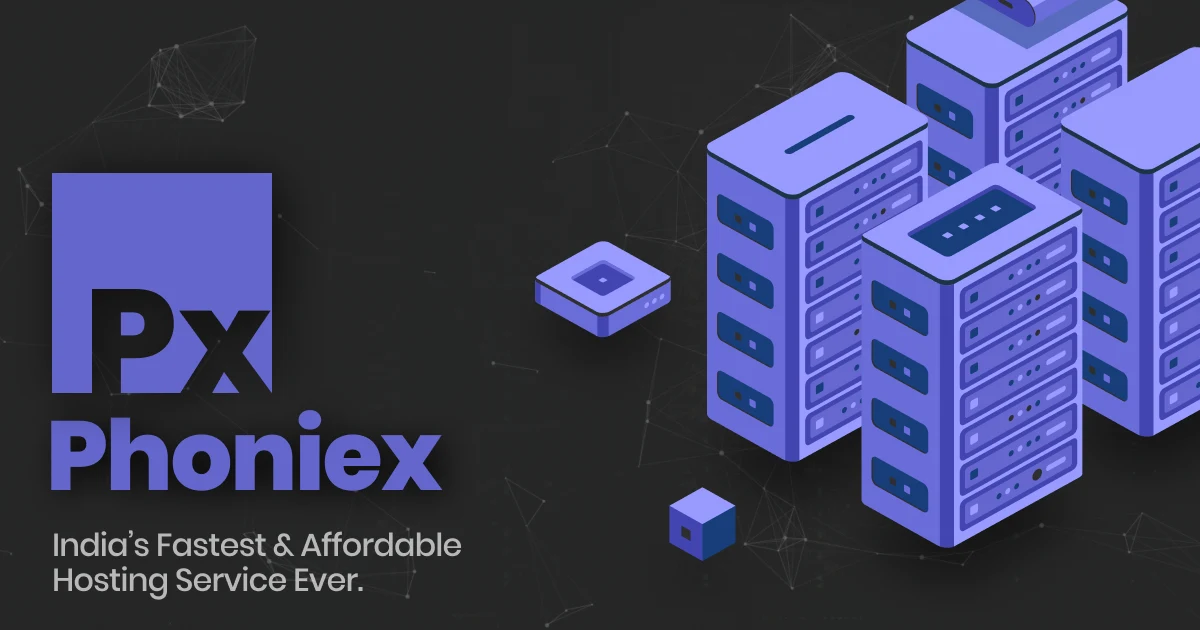 Px
Phoniex
India's Fastest & Affordable
Hosting Service Ever.